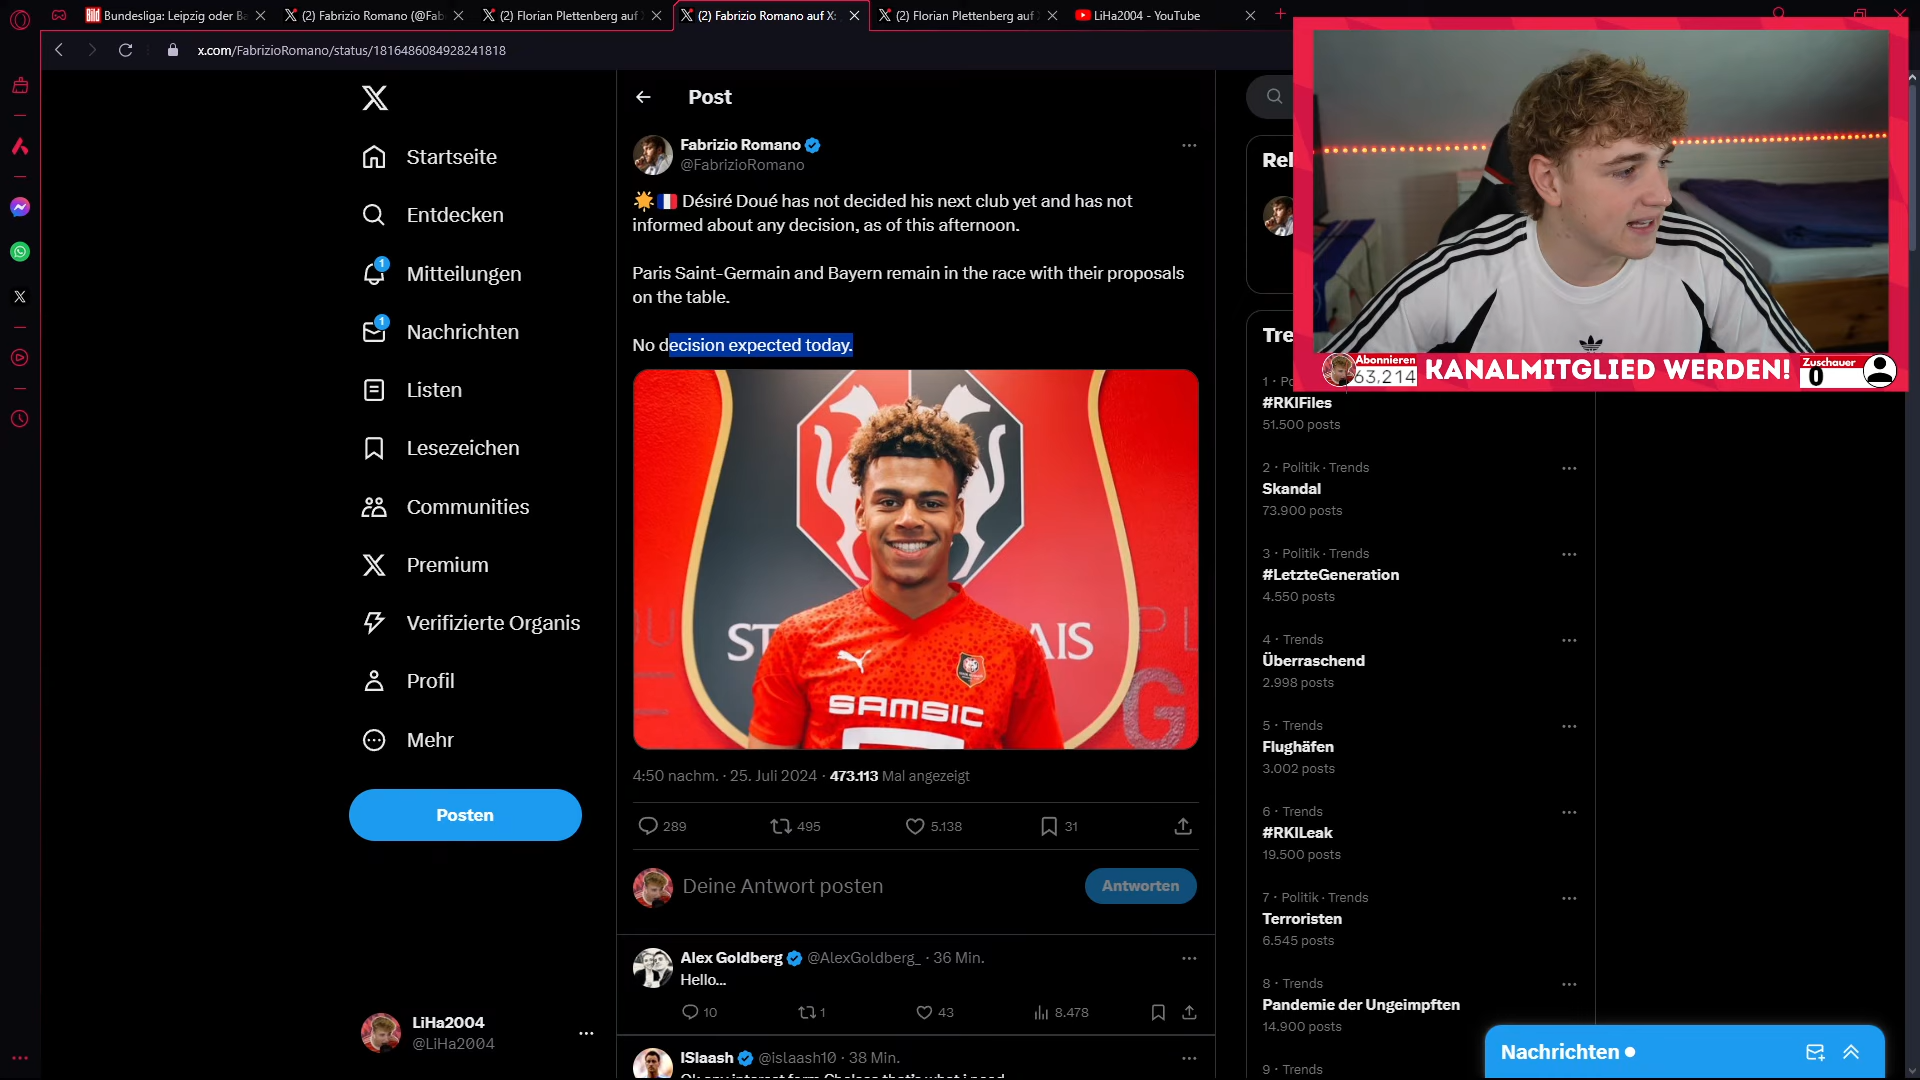 Bundesliga: Leipzig oder Ba
(2) Fabrizio Romano (@Fab
(2) Florian Plettenberg auf
(2) Fabrizio Romano auf X:
(2) Florian Plettenberg auf
LiHa2004 - YouTube
x.com/FabrizioRomano/status/1816486084928241818
Startseite
Entdecken
1
Mitteilungen
1
Nachrichten
Listen
Lesezeichen
Communities
Premium
Verifizierte Organis
Profil
Mehr
Posten
LiHa2004
@LiHa2004
Post
Fabrizio Romano
@FabrizioRomano
🌟🇫🇷 Désiré Doué has not decided his next club yet and has not
informed about any decision, as of this afternoon.
Paris Saint-Germain and Bayern remain in the race with their proposals
on the table.
No decision expected today.
SAMSIC
4:50 nachm. · 25. Juli 2024 · 473.113 Mal angezeigt
289 495 5.138 31
Deine Antwort posten
Antworten
Alex Goldberg @AlexGoldberg_ · 36 Min.
Hello...
10 1 43 8.478
ISlaash @islaash10 · 38 Min.
Abonnieren
63,214
KANALMITGLIED WERDEN!
Zuschauer
0
Rel
Tre
1 · Po
#RKIFiles
51.500 posts
2 · Politik · Trends
Skandal
73.900 posts
3 · Politik · Trends
#LetzteGeneration
4.550 posts
4 · Trends
Überraschend
2.998 posts
5 · Trends
Flughäfen
3.002 posts
6 · Trends
#RKILeak
19.500 posts
7 · Politik · Trends
Terroristen
6.545 posts
8 · Trends
Pandemie der Ungeimpften
14.900 posts
9 · Trends
Nachrichten